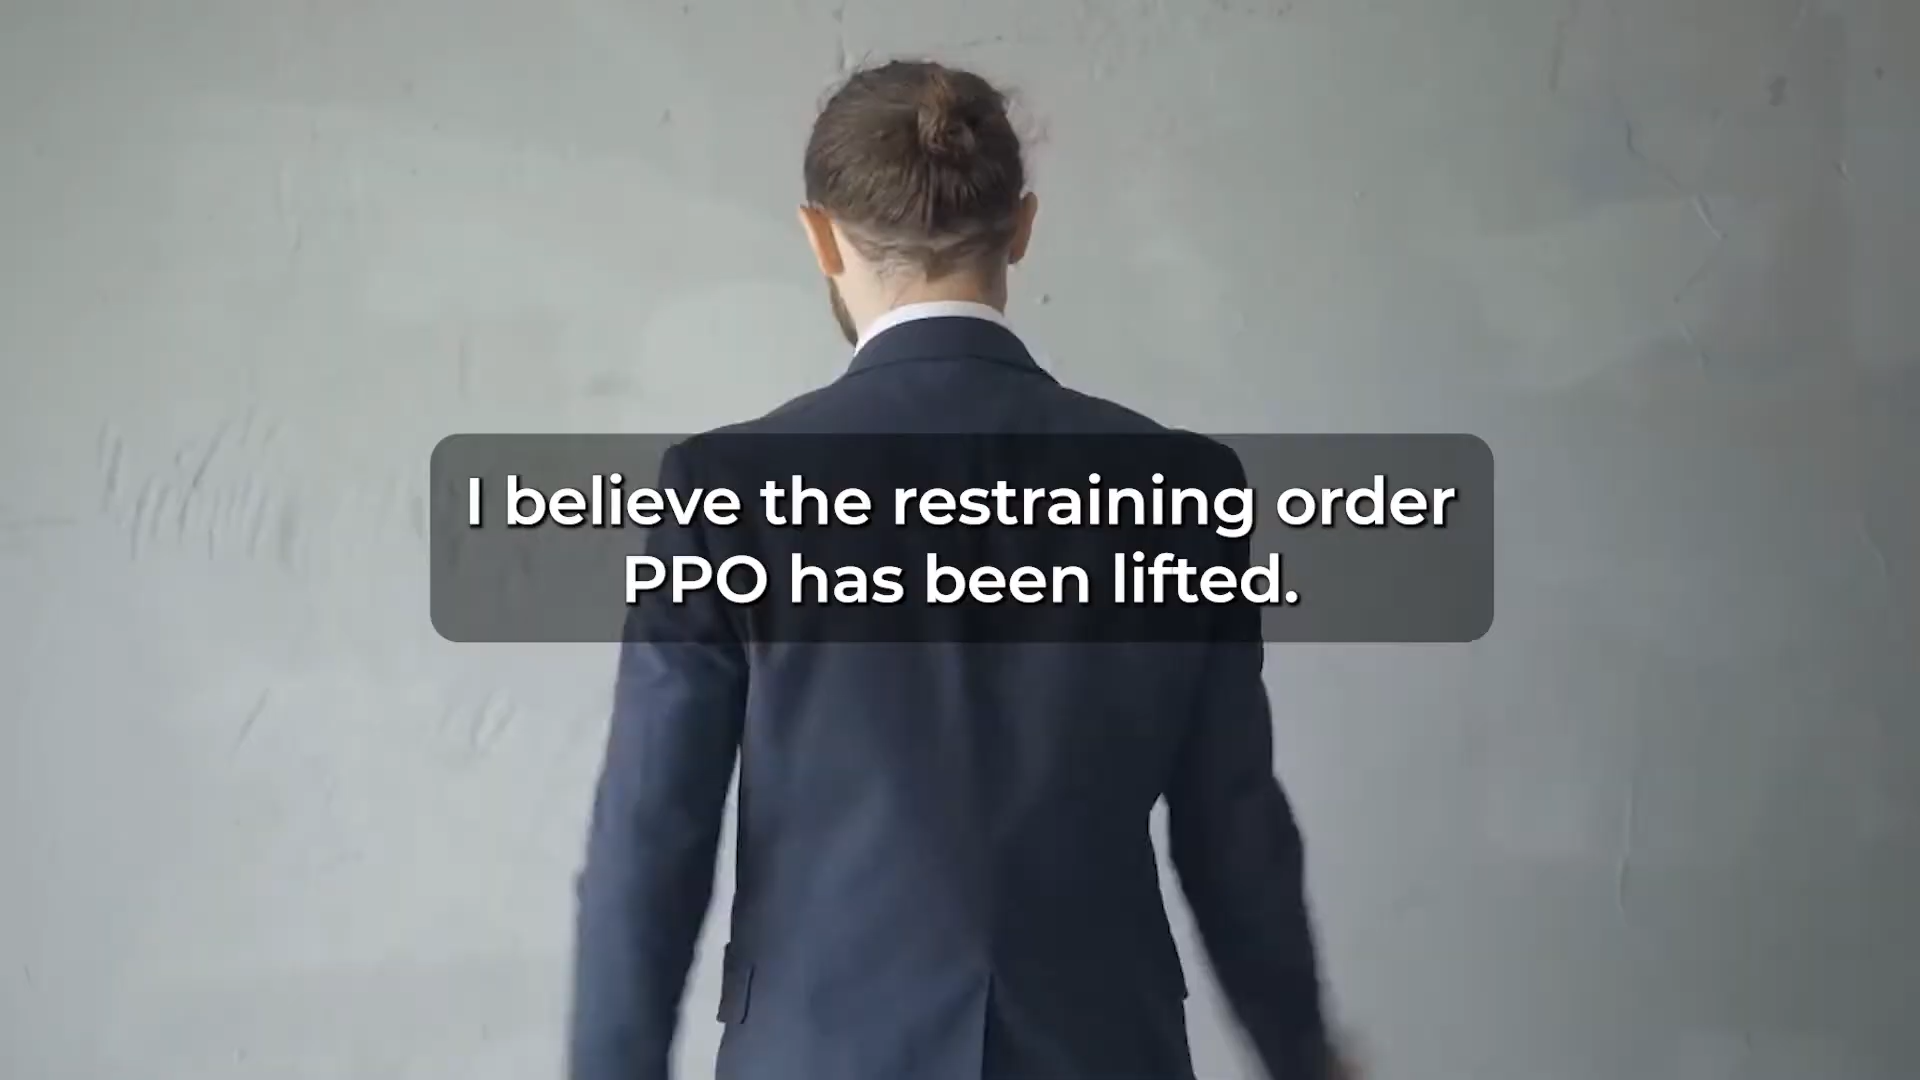 I believe the restraining order
PPO has been lifted.